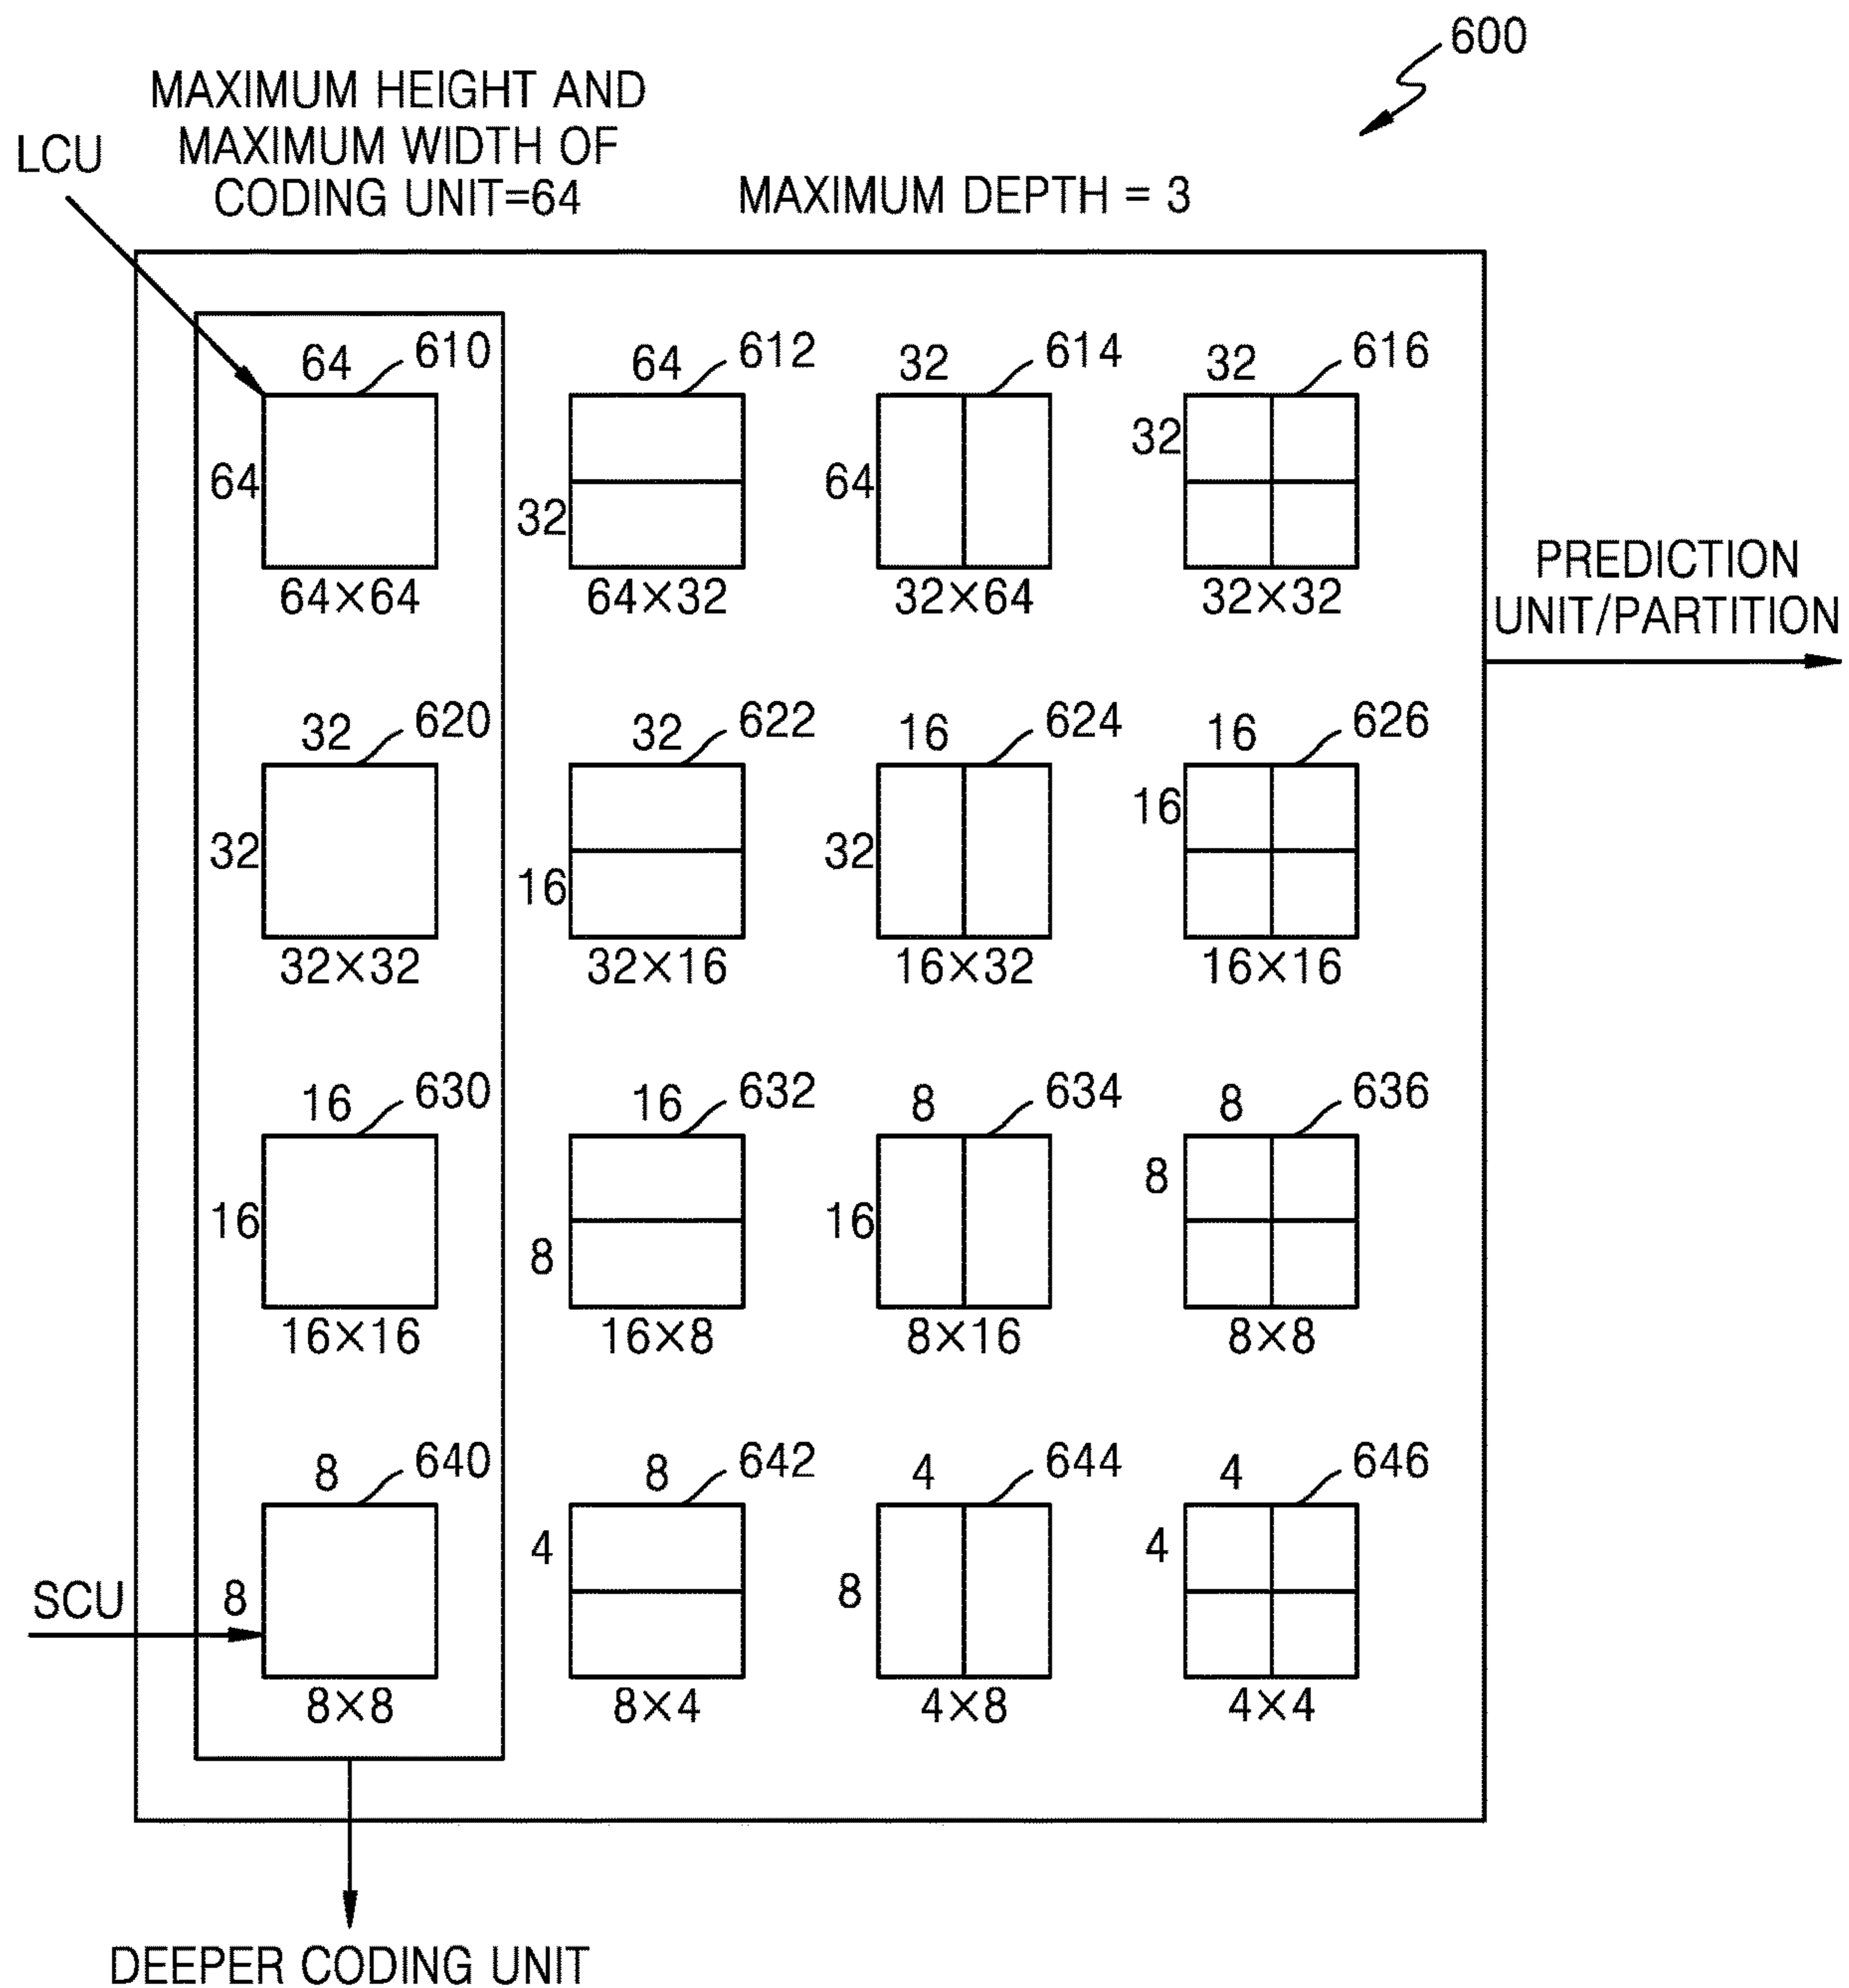 600
MAXIMUM HEIGHT AND
MAXIMUM WIDTH OF
CODING UNIT=64
LCU
MAXIMUM DEPTH = 3
64 610 64 612 32 614 32 616
64 32 64 32
64×64 64×32 32×64 32×32
PREDICTION
UNIT/PARTITION
32 620 32 622 16 624 16 626
32 16 32 16
32×32 32×16 16×32 16×16
16 630 16 632 8 634 8 636
16 8 16 8
16×16 16×8 8×16 8×8
8 640 8 642 4 644 4 646
SCU 8 4 8 4
8×8 8×4 4×8 4×4
DEEPER CODING UNIT